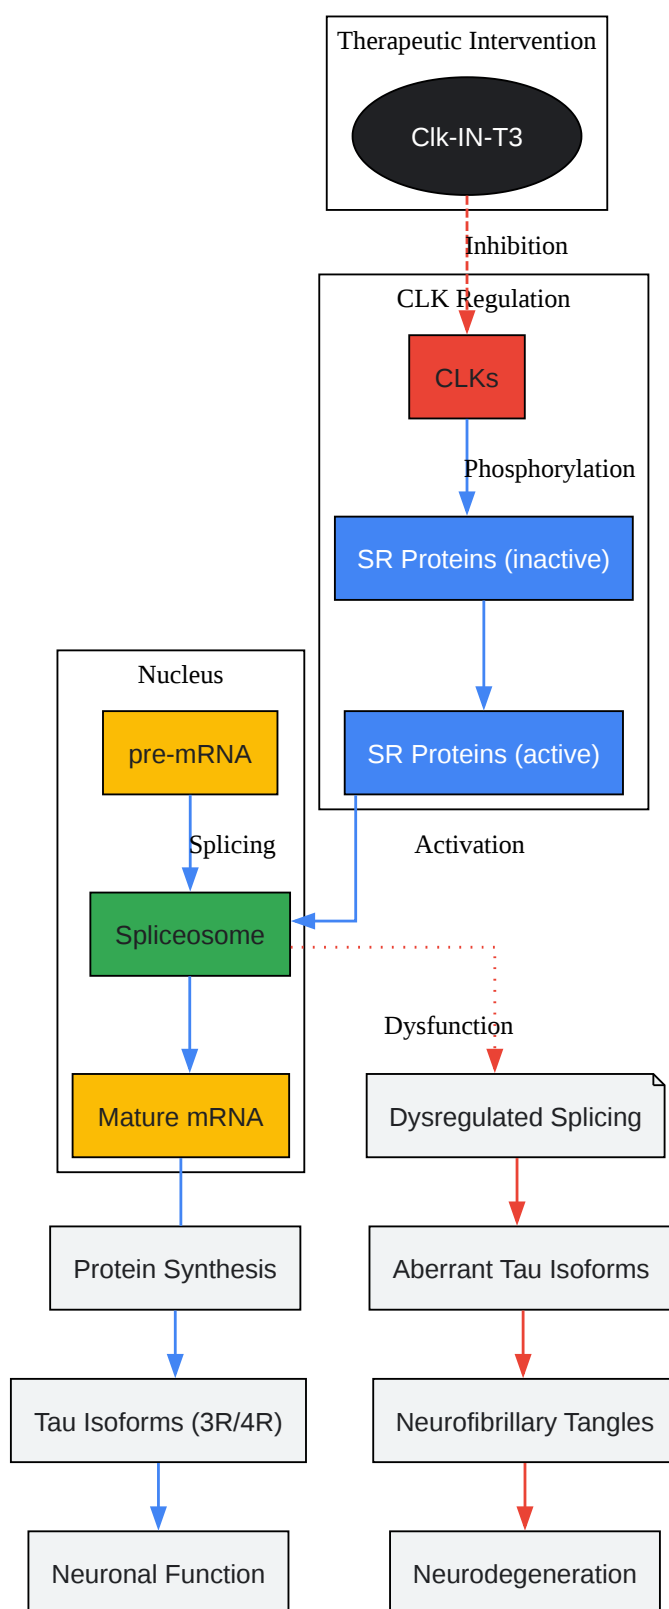 Therapeutic Intervention
Clk-IN-T3
Inhibition
CLK Regulation
CLKs
Phosphorylation
SR Proteins (inactive)
Nucleus
pre-mRNA
SR Proteins (active)
Splicing
Activation
Spliceosome
Dysfunction
Mature mRNA
Dysregulated Splicing
Protein Synthesis
Aberrant Tau Isoforms
Tau Isoforms (3R/4R)
Neurofibrillary Tangles
Neuronal Function
Neurodegeneration